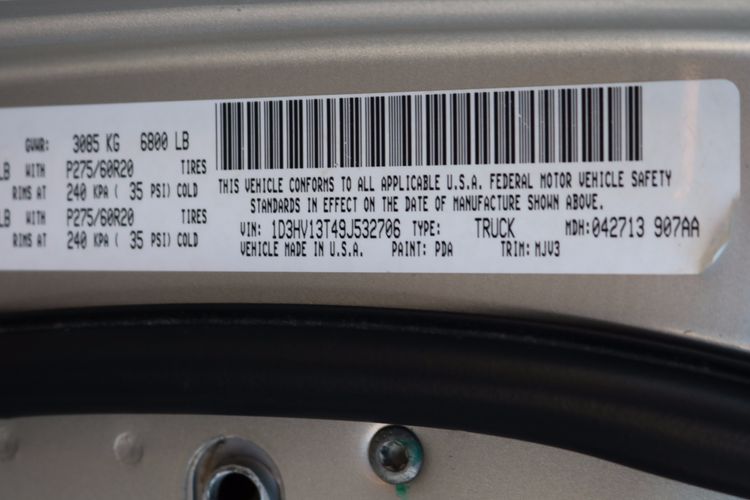 GVWR: 3085 KG 6800 LB
LB WITH P275/60R20 TIRES
RIMS AT 240 KPA ( 35 PSI) COLD
LB WITH P275/60R20 TIRES
RIMS AT 240 KPA ( 35 PSI) COLD
THIS VEHICLE CONFORMS TO ALL APPLICABLE U.S.A. FEDERAL MOTOR VEHICLE SAFETY
STANDARDS IN EFFECT ON THE DATE OF MANUFACTURE SHOWN ABOVE.
VIN: 1D3HV13T49J532706 TYPE: TRUCK MDH: 042713 907AA
VEHICLE MADE IN U.S.A. PAINT: PDA TRIM: MJV3